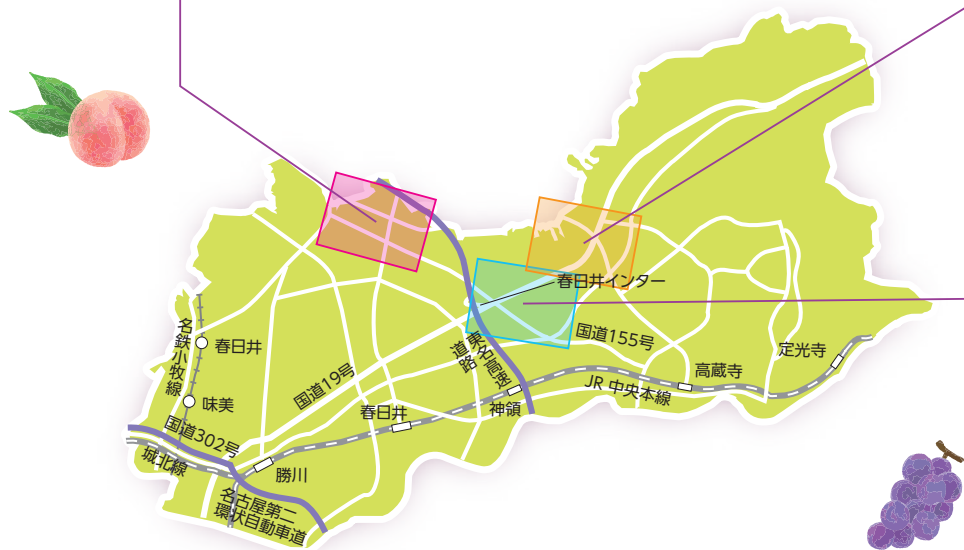 春日井インター
国道155号
定光寺
高蔵寺
JR 中央本線
東名高速
道路
神領
春日井
国道19号
名鉄小牧線
春日井
味美
国道302号
城北線
勝川
名古屋第二
環状自動車道